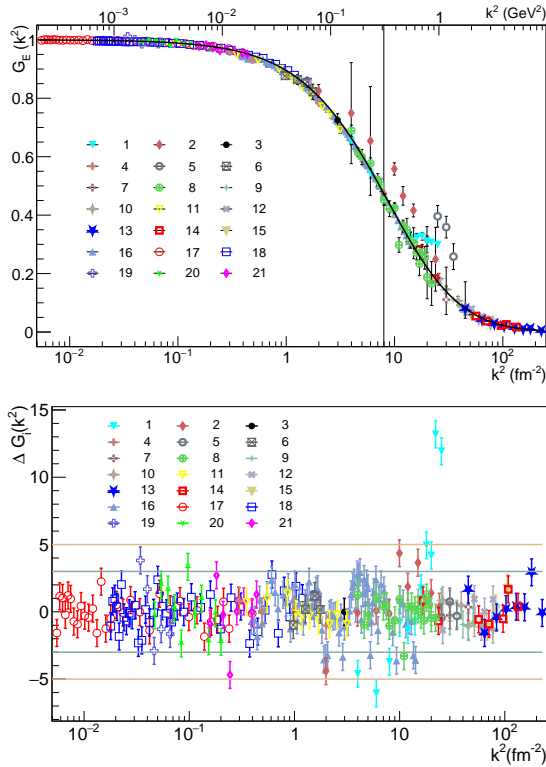 10⁻³ 10⁻² 10⁻¹ 1 k² (GeV²)
G_E (k²)
1
0.8
0.6
0.4
0.2
0
1 2 3
4 5 6
7 8 9
10 11 12
13 14 15
16 17 18
19 20 21
10⁻² 10⁻¹ 1 10 10²
k² (fm⁻²)
Δ G_i(k²)
15
10
5
0
−5
1 2 3
4 5 6
7 8 9
10 11 12
13 14 15
16 17 18
19 20 21
10⁻² 10⁻¹ 1 10 10²
k² (fm⁻²)